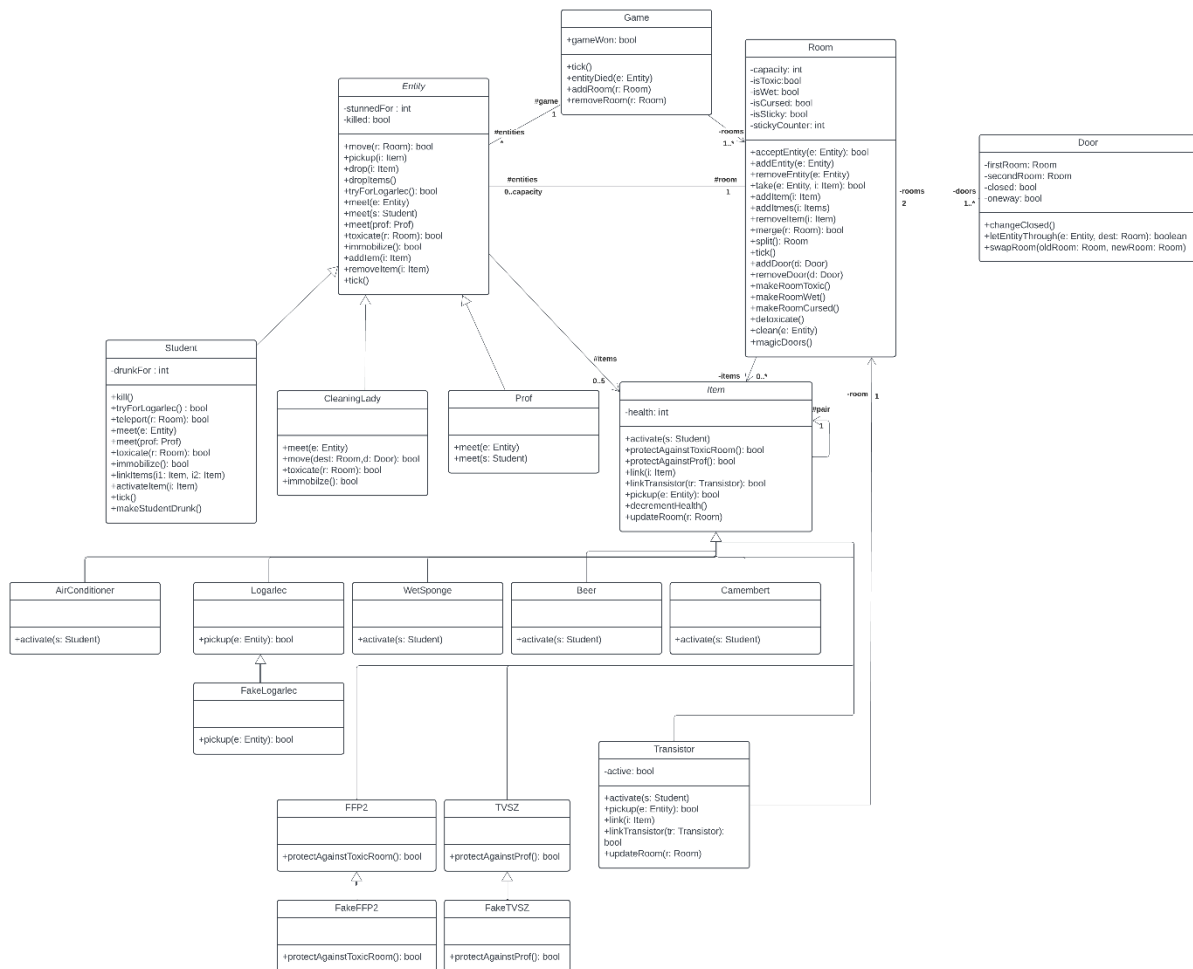 Game
+gameWon: bool
+tick()
+entityDied(e: Entity)
+addRoom(r: Room)
+removeRoom(r: Room)
Room
-capacity: int
-isToxic:bool
-isWet: bool
-isCursed: bool
-isSticky: bool
-stickyCounter: int
+acceptEntity(e: Entity): bool
+addEntity(e: Entity)
+removeEntity(e: Entity)
+take(e: Entity, i: Item): bool
+addItem(i: Item)
+addItmes(i: Items)
+removeItem(i: Item)
+merge(r: Room): bool
+split(): Room
+tick()
+addDoor(d: Door)
+removeDoor(d: Door)
+makeRoomToxic()
+makeRoomWet()
+makeRoomCursed()
+detoxicate()
+clean(e: Entity)
+magicDoors()
Entity
-stunnedFor : int
-killed: bool
+move(r: Room): bool
+pickup(i: Item)
+drop(i: Item)
+dropItems()
+tryForLogarlec(): bool
+meet(e: Entity)
+meet(s: Student)
+meet(prof: Prof)
+toxicate(r: Room): bool
+immobilize(): bool
+addIem(i: Item)
+removeItem(i: Item)
+tick()
#game
1
#entities
*
-rooms
1..*
#entities
0..capacity
#room
1
-rooms
2
-doors
1..*
Door
-firstRoom: Room
-secondRoom: Room
-closed: bool
-oneway: bool
+changeClosed()
+letEntityThrough(e: Entity, dest: Room): boolean
+swapRoom(oldRoom: Room, newRoom: Room)
Student
-drunkFor : int
+kill()
+tryForLogarlec() : bool
+teleport(r: Room): bool
+meet(e: Entity)
+meet(prof: Prof)
+toxicate(r: Room): bool
+immobilize(): bool
+linkItems(i1: Item, i2: Item)
+activateItem(i: Item)
+tick()
+makeStudentDrunk()
CleaningLady
+meet(e: Entity)
+move(dest: Room,d: Door): bool
+toxicate(r: Room): bool
+immobilze(): bool
Prof
+meet(e: Entity)
+meet(s: Student)
#items
0..5
-items
0..*
Item
-health: int
+activate(s: Student)
+protectAgainstToxicRoom(): bool
+protectAgainstProf(): bool
+link(i: Item)
+linkTransistor(tr: Transistor): bool
+pickup(e: Entity): bool
+decrementHealth()
+updateRoom(r: Room)
#pair
1
-room
1
AirConditioner
+activate(s: Student)
Logarlec
+pickup(e: Entity): bool
WetSponge
+activate(s: Student)
Beer
+activate(s: Student)
Camembert
+activate(s: Student)
FakeLogarlec
+pickup(e: Entity): bool
Transistor
-active: bool
+activate(s: Student)
+pickup(e: Entity): bool
+link(i: Item)
+linkTransistor(tr: Transistor):
bool
+updateRoom(r: Room)
FFP2
+protectAgainstToxicRoom(): bool
TVSZ
+protectAgainstProf(): bool
FakeFFP2
+protectAgainstToxicRoom(): bool
FakeTVSZ
+protectAgainstProf(): bool